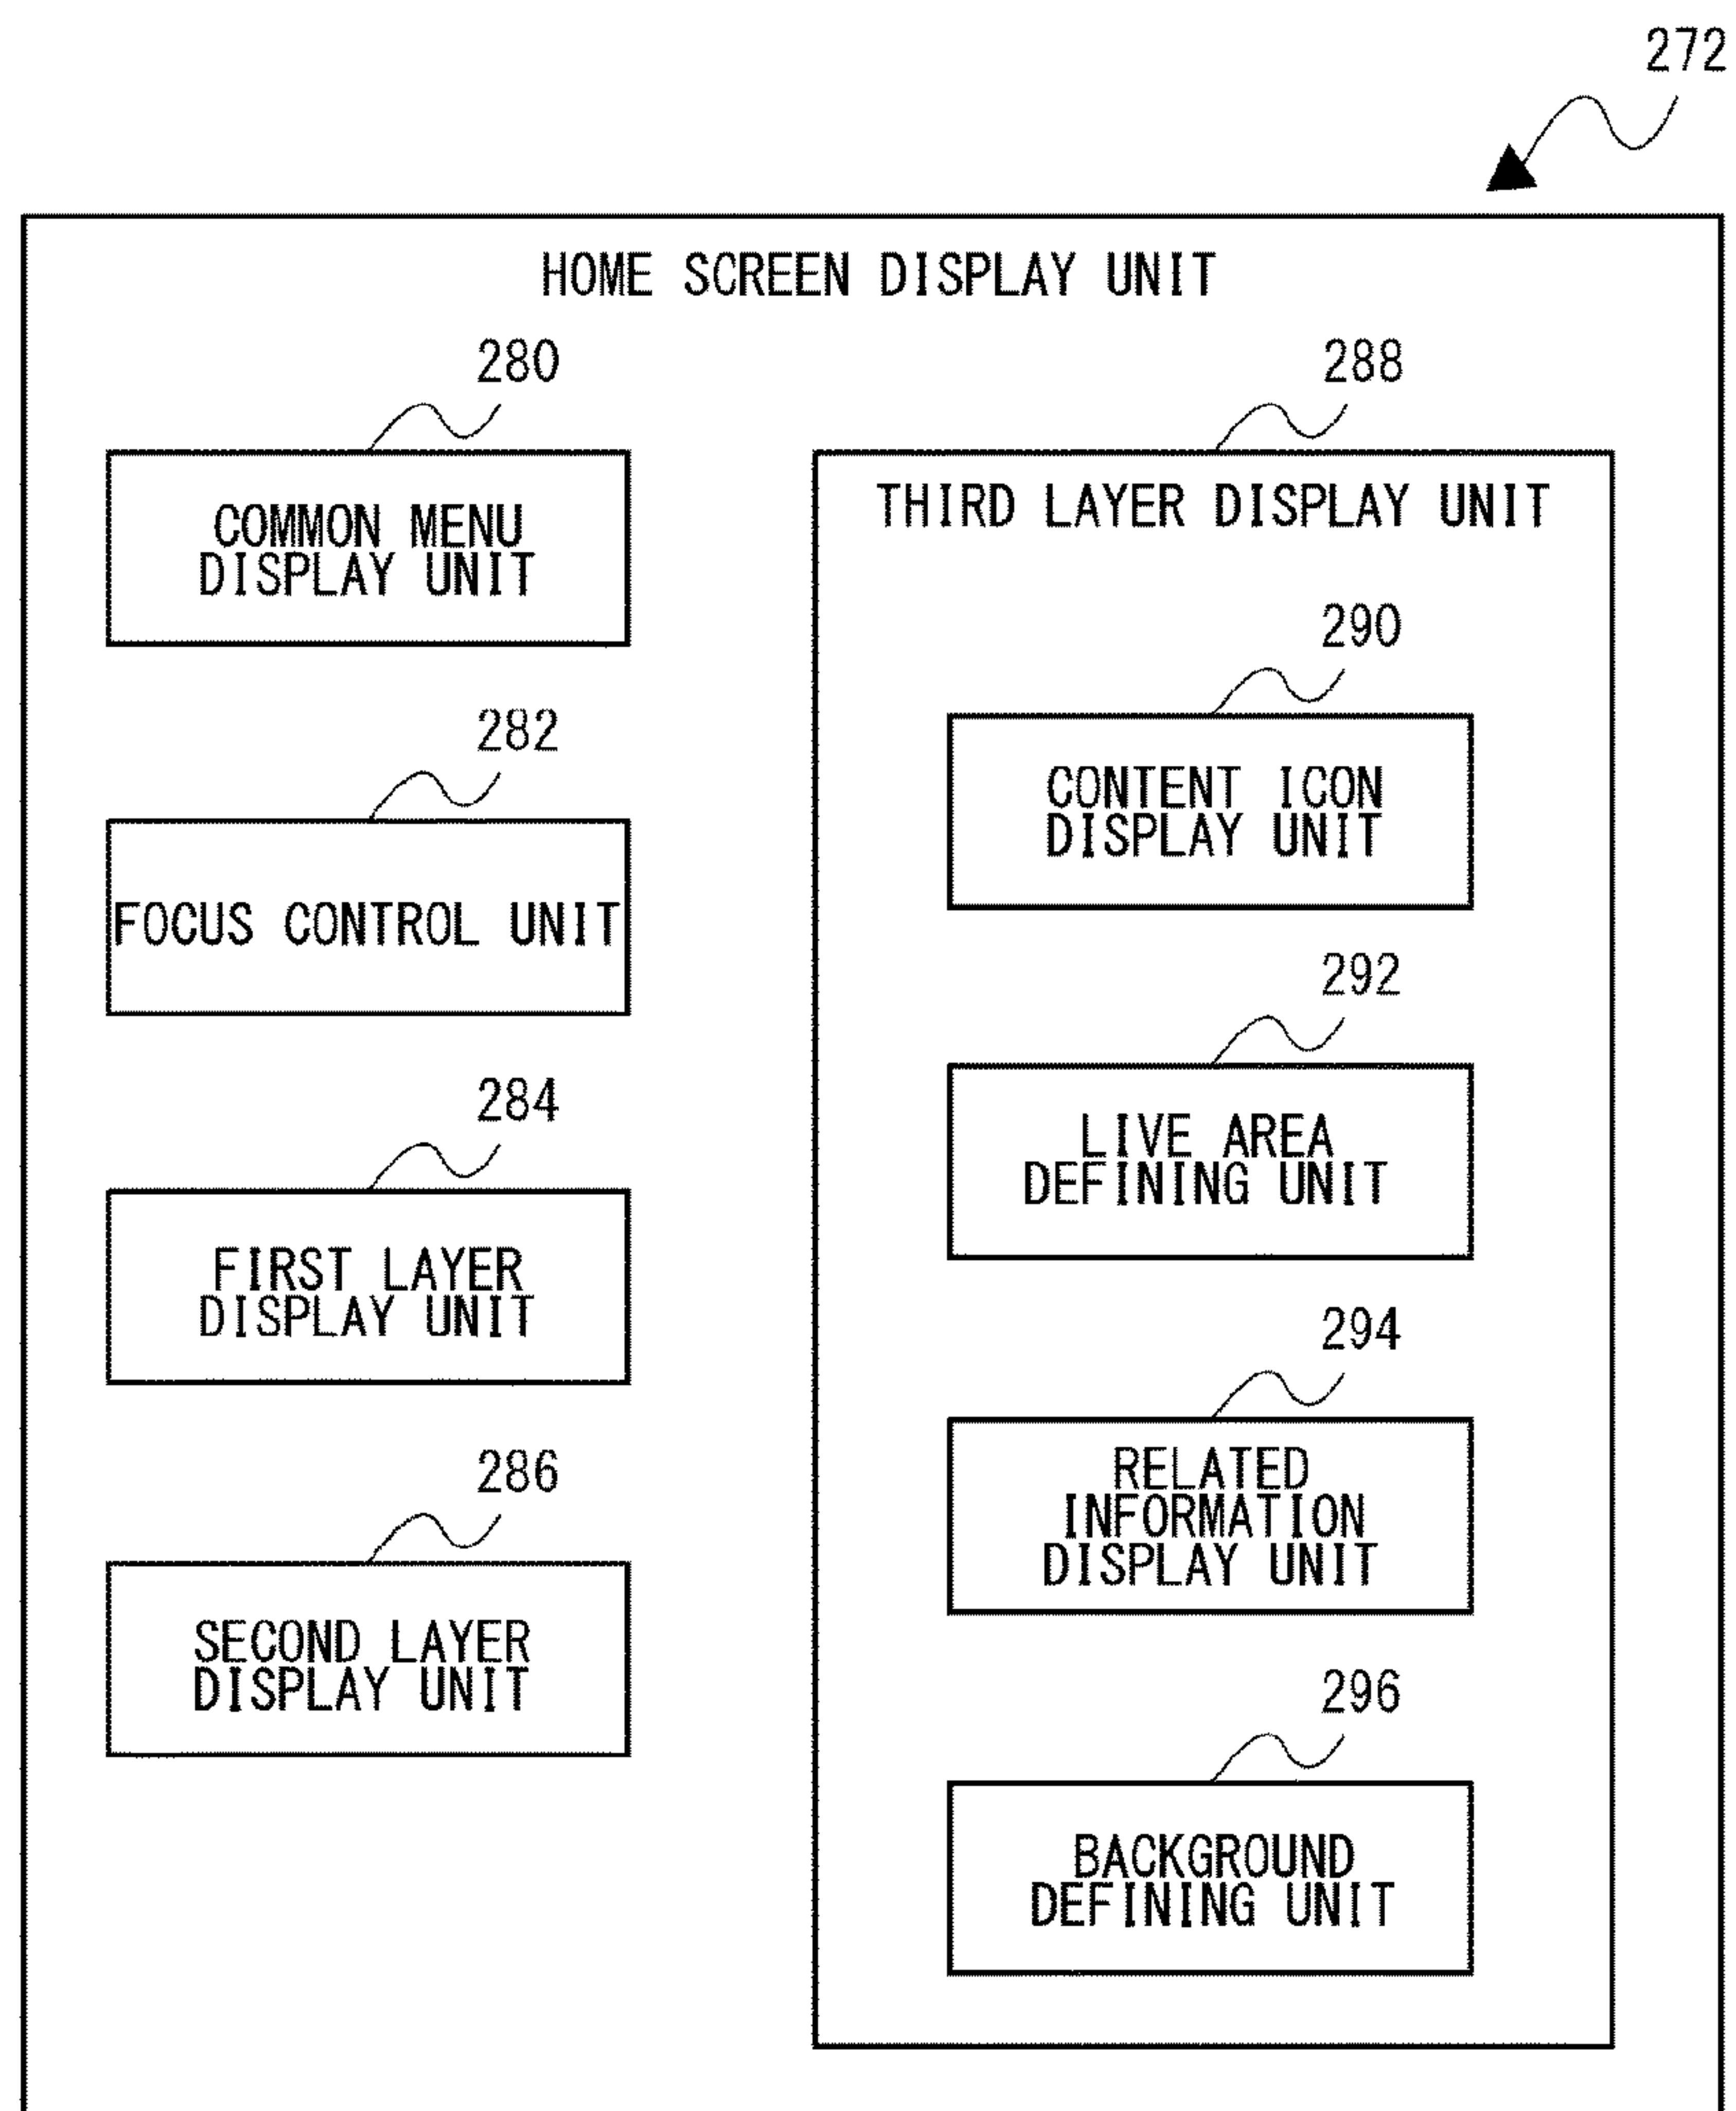 272
HOME SCREEN DISPLAY UNIT
280
COMMON MENU
DISPLAY UNIT
282
FOCUS CONTROL UNIT
284
FIRST LAYER
DISPLAY UNIT
286
SECOND LAYER
DISPLAY UNIT
288
THIRD LAYER DISPLAY UNIT
290
CONTENT ICON
DISPLAY UNIT
292
LIVE AREA
DEFINING UNIT
294
RELATED
INFORMATION
DISPLAY UNIT
296
BACKGROUND
DEFINING UNIT